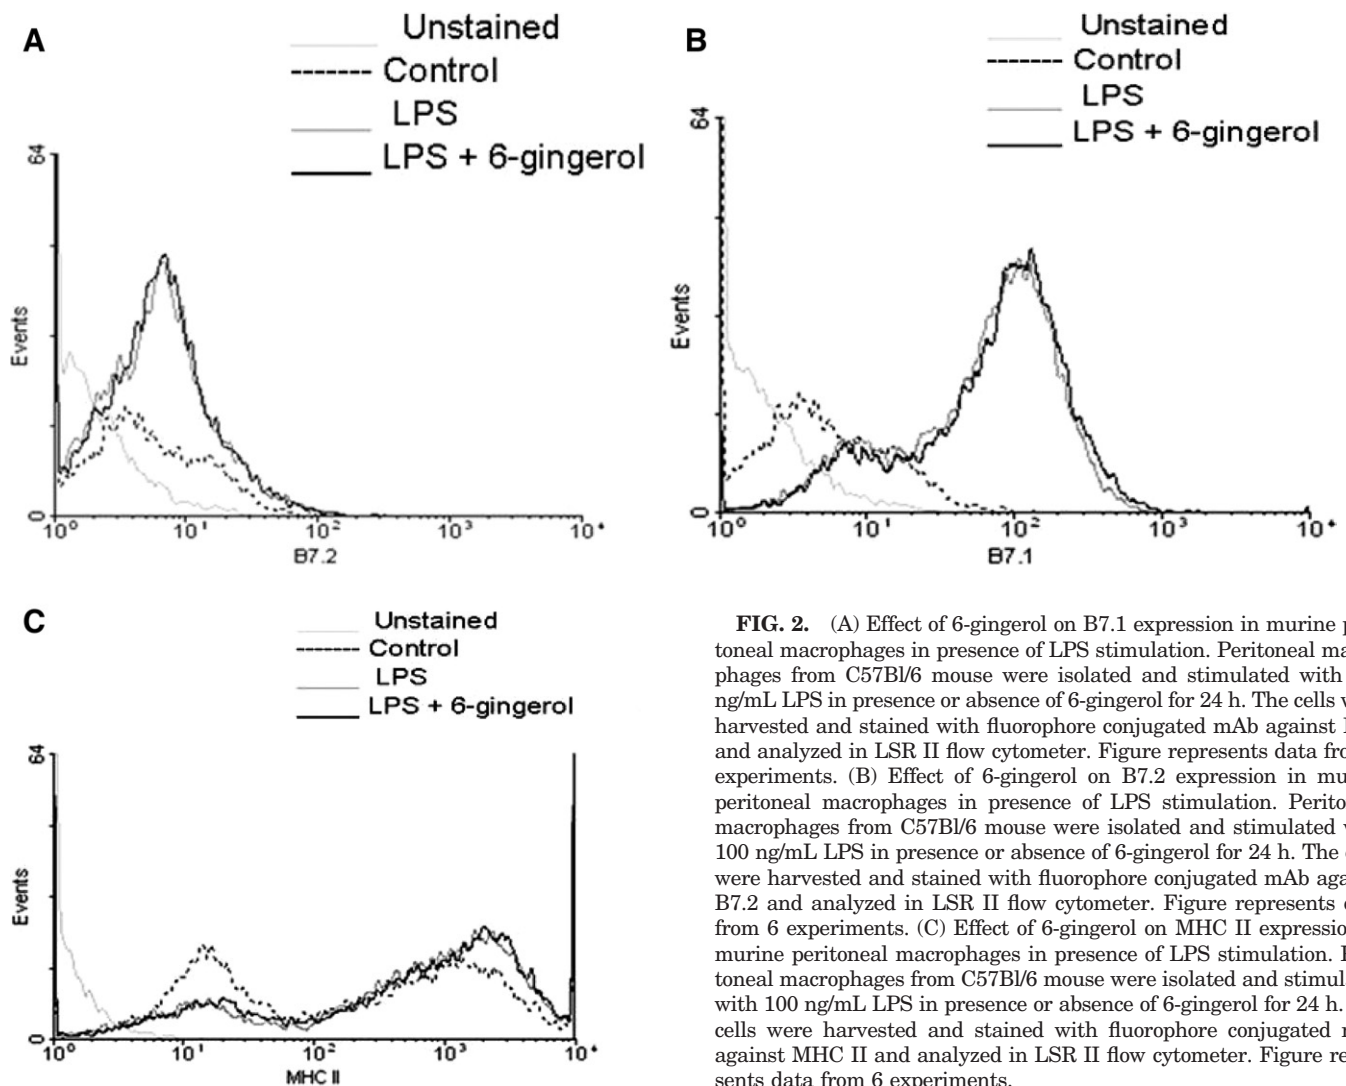 A
Unstained
Control
LPS
LPS + 6-gingerol
64
Events
0
10⁰ 10¹ 10² 10³ 10⁴
B7.2
B
Unstained
Control
LPS
LPS + 6-gingerol
64
Events
0
10⁰ 10¹ 10² 10³ 10⁴
B7.1
C
Unstained
Control
LPS
LPS + 6-gingerol
64
Events
0
10⁰ 10¹ 10² 10³ 10⁴
MHC II
FIG. 2. (A) Effect of 6-gingerol on B7.1 expression in murine
toneal macrophages in presence of LPS stimulation. Peritoneal
phages from C57Bl/6 mouse were isolated and stimulated with
ng/mL LPS in presence or absence of 6-gingerol for 24 h. The cells
harvested and stained with fluorophore conjugated mAb against
and analyzed in LSR II flow cytometer. Figure represents data
experiments. (B) Effect of 6-gingerol on B7.2 expression in
peritoneal macrophages in presence of LPS stimulation.
macrophages from C57Bl/6 mouse were isolated and stimulated
100 ng/mL LPS in presence or absence of 6-gingerol for 24 h. The
were harvested and stained with fluorophore conjugated mAb
B7.2 and analyzed in LSR II flow cytometer. Figure represents
from 6 experiments. (C) Effect of 6-gingerol on MHC II
murine peritoneal macrophages in presence of LPS stimulation.
toneal macrophages from C57Bl/6 mouse were isolated and
with 100 ng/mL LPS in presence or absence of 6-gingerol for 24 h.
cells were harvested and stained with fluorophore conjugated
against MHC II and analyzed in LSR II flow cytometer. Figure
sents data from 6 experiments.